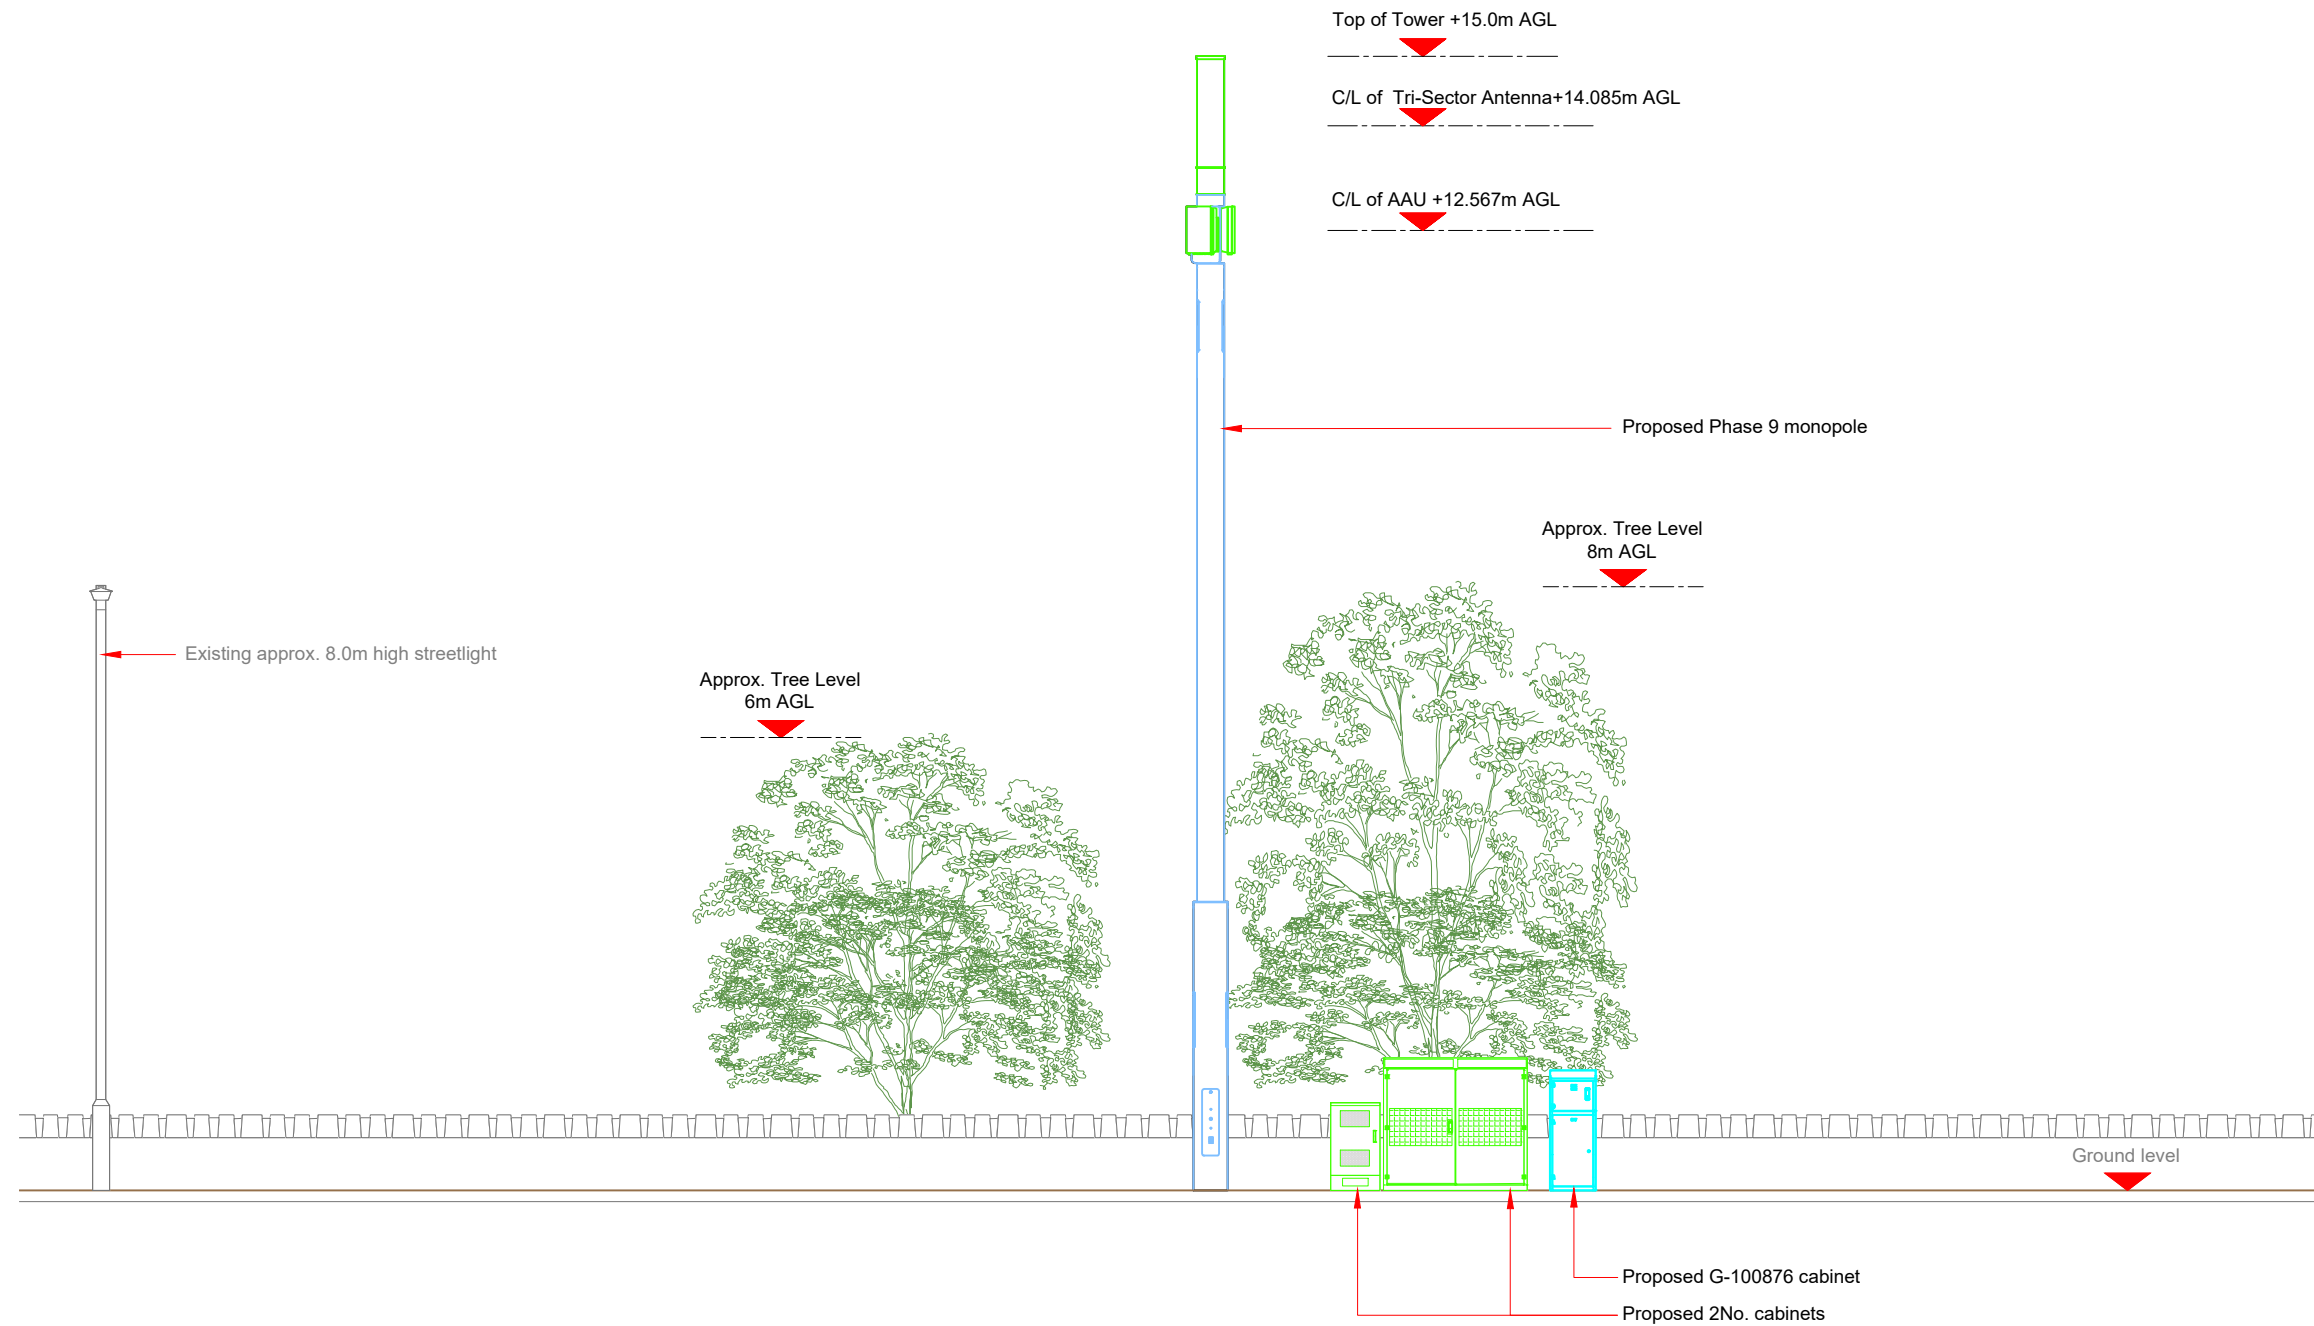 Top of Tower +15.0m AGL
C/L of Tri-Sector Antenna+14.085m AGL
C/L of AAU +12.567m AGL
Proposed Phase 9 monopole
Approx. Tree Level
8m AGL
Existing approx. 8.0m high streetlight
Approx. Tree Level
6m AGL
Ground level
Proposed G-100876 cabinet
Proposed 2No. cabinets